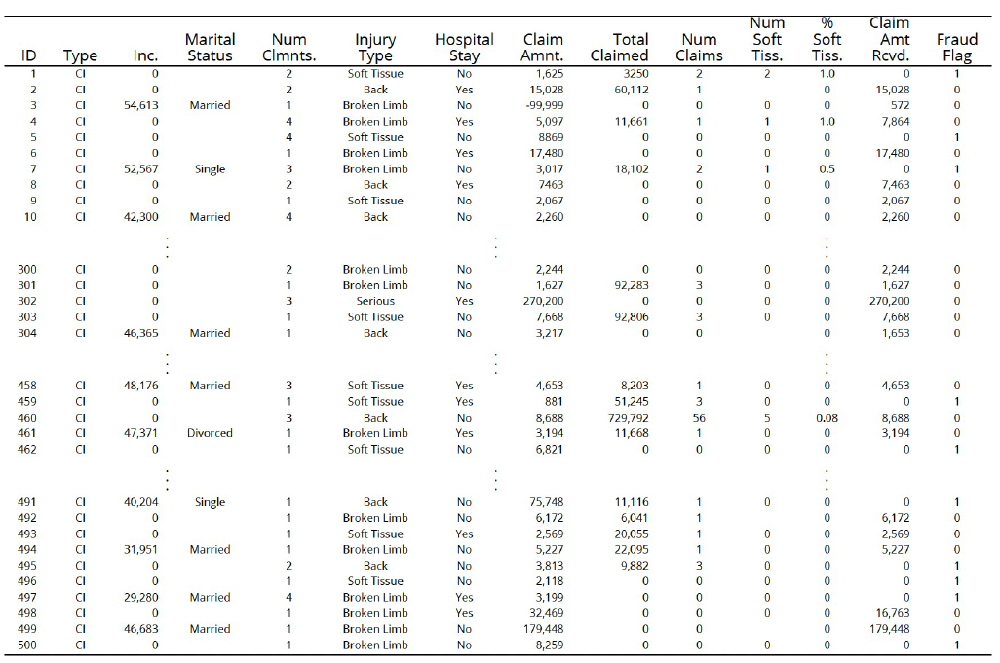 Num % Claim
Marital Num Injury Hospital Claim Total Num Soft Soft Amt Fraud
ID Type Inc. Status Clmnts. Type Stay Amnt. Claimed Claims Tiss. Tiss. Rcvd. Flag
1 CI 0 2 Soft Tissue No 1,625 3250 2 2 1.0 0 1
2 CI 0 2 Back Yes 15,028 60,112 1 0 15,028 0
3 CI 54,613 Married 1 Broken Limb No -99,999 0 0 0 0 572 0
4 CI 0 4 Broken Limb Yes 5,097 11,661 1 1 1.0 7,864 0
5 CI 0 4 Soft Tissue No 8869 0 0 0 0 0 1
6 CI 0 1 Broken Limb Yes 17,480 0 0 0 0 17,480 0
7 CI 52,567 Single 3 Broken Limb No 3,017 18,102 2 1 0.5 0 1
8 CI 0 2 Back Yes 7463 0 0 0 0 7,463 0
9 CI 0 1 Soft Tissue No 2,067 0 0 0 0 2,067 0
10 CI 42,300 Married 4 Back No 2,260 0 0 0 0 2,260 0
300 CI 0 2 Broken Limb No 2,244 0 0 0 0 2,244 0
301 CI 0 1 Broken Limb No 1,627 92,283 3 0 0 1,627 0
302 CI 0 3 Serious Yes 270,200 0 0 0 0 270,200 0
303 CI 0 1 Soft Tissue No 7,668 92,806 3 0 0 7,668 0
304 CI 46,365 Married 1 Back No 3,217 0 0 0 1,653 0
458 CI 48,176 Married 3 Soft Tissue Yes 4,653 8,203 1 0 0 4,653 0
459 CI 0 1 Soft Tissue Yes 881 51,245 3 0 0 0 1
460 CI 0 3 Back No 8,688 729,792 56 5 0.08 8,688 0
461 CI 47,371 Divorced 1 Broken Limb Yes 3,194 11,668 1 0 0 3,194 0
462 CI 0 1 Soft Tissue No 6,821 0 0 0 0 0 1
491 CI 40,204 Single 1 Back No 75,748 11,116 1 0 0 0 1
492 CI 0 1 Broken Limb No 6,172 6,041 1 0 6,172 0
493 CI 0 1 Soft Tissue Yes 2,569 20,055 1 0 0 2,569 0
494 CI 31,951 Married 1 Broken Limb No 5,227 22,095 1 0 0 5,227 0
495 CI 0 2 Back No 3,813 9,882 3 0 0 0 1
496 CI 0 1 Soft Tissue No 2,118 0 0 0 0 0 1
497 CI 29,280 Married 4 Broken Limb Yes 3,199 0 0 0 0 0 1
498 CI 0 1 Broken Limb Yes 32,469 0 0 0 0 16,763 0
499 CI 46,683 Married 1 Broken Limb No 179,448 0 0 0 179,448 0
500 CI 0 1 Broken Limb No 8,259 0 0 0 0 0 1